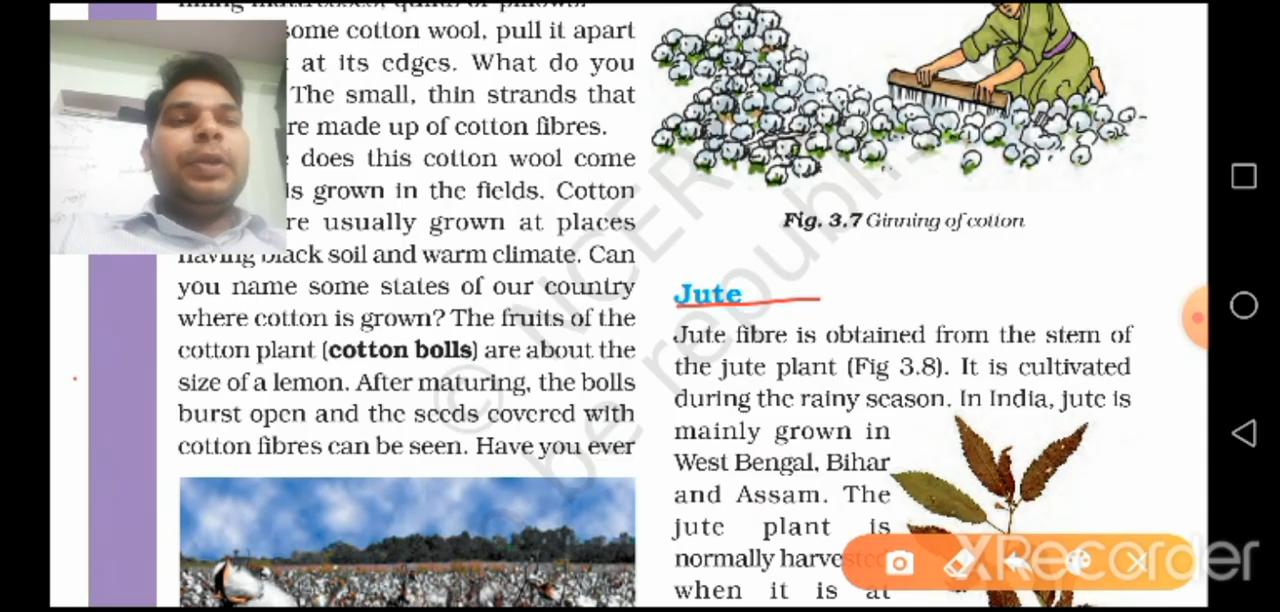 some cotton wool, pull it apart
at its edges. What do you
The small, thin strands that
re made up of cotton fibres.
does this cotton wool come
is grown in the fields. Cotton
re usually grown at places
having black soil and warm climate. Can
you name some states of our country
where cotton is grown? The fruits of the
cotton plant (cotton bolls) are about the
size of a lemon. After maturing, the bolls
burst open and the seeds covered with
cotton fibres can be seen. Have you ever
Fig. 3.7 Ginning of cotton
Jute
Jute fibre is obtained from the stem of
the jute plant (Fig 3.8). It is cultivated
during the rainy season. In India, jute is
mainly grown in
West Bengal, Bihar
and Assam. The
jute plant is
normally harvested
when it is at
© NCER
be republi
XRecorder